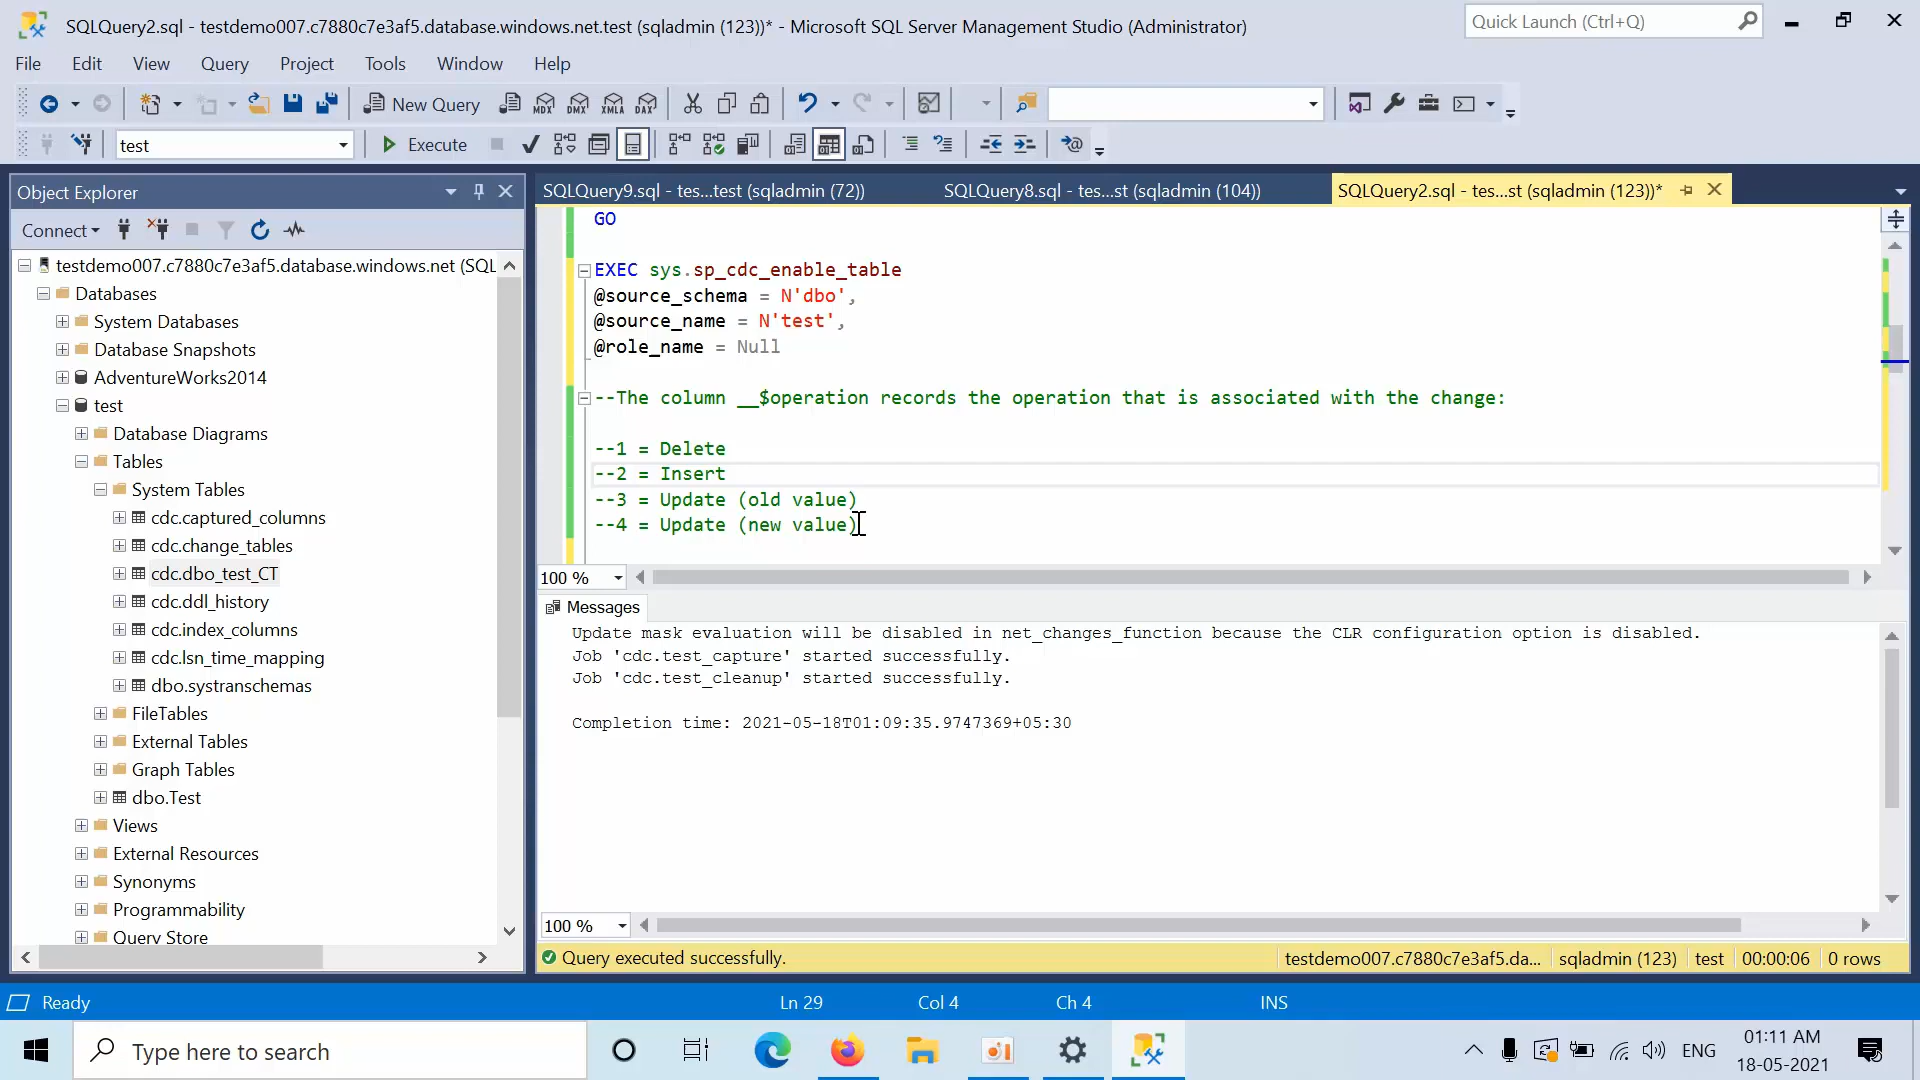 SQLQuery2.sql - testdemo007.c7880c7e3af5.database.windows.net.test (sqladmin (123))* - Microsoft SQL Server Management Studio (Administrator)
Quick Launch (Ctrl+Q)
File Edit View Query Project Tools Window Help
New Query
MDX DMX XMLA DAX
test
Execute
Object Explorer
Connect
testdemo007.c7880c7e3af5.database.windows.net (SQL
Databases
System Databases
Database Snapshots
AdventureWorks2014
test
Database Diagrams
Tables
System Tables
cdc.captured_columns
cdc.change_tables
cdc.dbo_test_CT
cdc.ddl_history
cdc.index_columns
cdc.lsn_time_mapping
dbo.systranschemas
FileTables
External Tables
Graph Tables
dbo.Test
Views
External Resources
Synonyms
Programmability
Query Store
SQLQuery9.sql - tes...test (sqladmin (72))
SQLQuery8.sql - tes...st (sqladmin (104))
SQLQuery2.sql - tes...st (sqladmin (123))*
GO
EXEC sys.sp_cdc_enable_table
@source_schema = N'dbo',
@source_name = N'test',
@role_name = Null
--The column __$operation records the operation that is associated with the change:
--1 = Delete
--2 = Insert
--3 = Update (old value)
--4 = Update (new value)
100 %
Messages
Update mask evaluation will be disabled in net_changes_function because the CLR configuration option is disabled.
Job 'cdc.test_capture' started successfully.
Job 'cdc.test_cleanup' started successfully.
Completion time: 2021-05-18T01:09:35.9747369+05:30
100 %
Query executed successfully.
testdemo007.c7880c7e3af5.da... sqladmin (123) test 00:00:06 0 rows
Ready
Ln 29 Col 4 Ch 4 INS
Type here to search
ENG
01:11 AM
18-05-2021